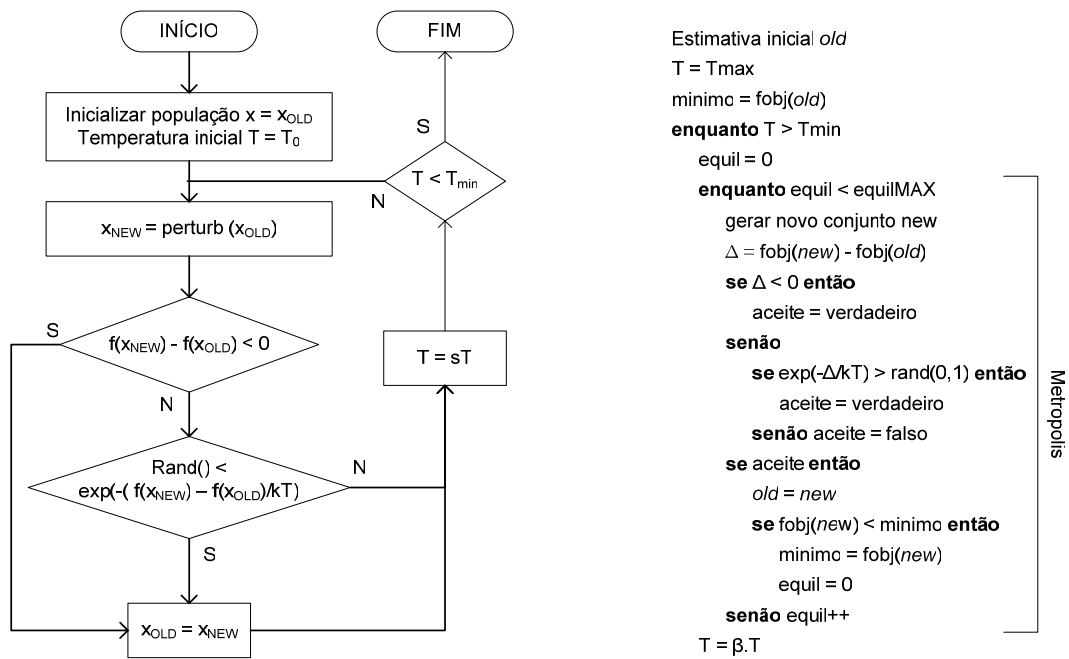 INÍCIO
Inicializar população x = xOLD
Temperatura inicial T = T0
xNEW = perturb (xOLD)
f(xNEW) - f(xOLD) < 0
S
N
Rand() <
exp(-( f(xNEW) – f(xOLD)/kT)
N
S
xOLD = xNEW
T = sT
T < Tmin
N
S
FIM
Estimativa inicial old
T = Tmax
minimo = fobj(old)
enquanto T > Tmin
equil = 0
enquanto equil < equilMAX
gerar novo conjunto new
Δ = fobj(new) - fobj(old)
se Δ < 0 então
aceite = verdadeiro
senão
se exp(-Δ/kT) > rand(0,1) então
aceite = verdadeiro
senão aceite = falso
se aceite então
old = new
se fobj(new) < minimo então
minimo = fobj(new)
equil = 0
senão equil++
T = β.T
Metropolis